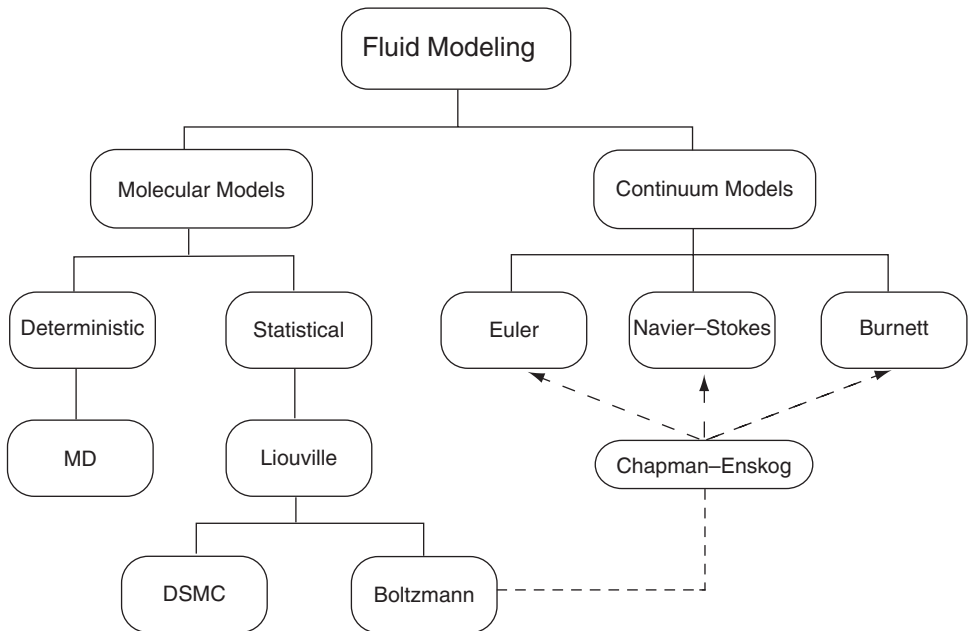 Fluid Modeling
Molecular Models
Continuum Models
Deterministic
Statistical
Euler
Navier–Stokes
Burnett
MD
Liouville
Chapman–Enskog
DSMC
Boltzmann